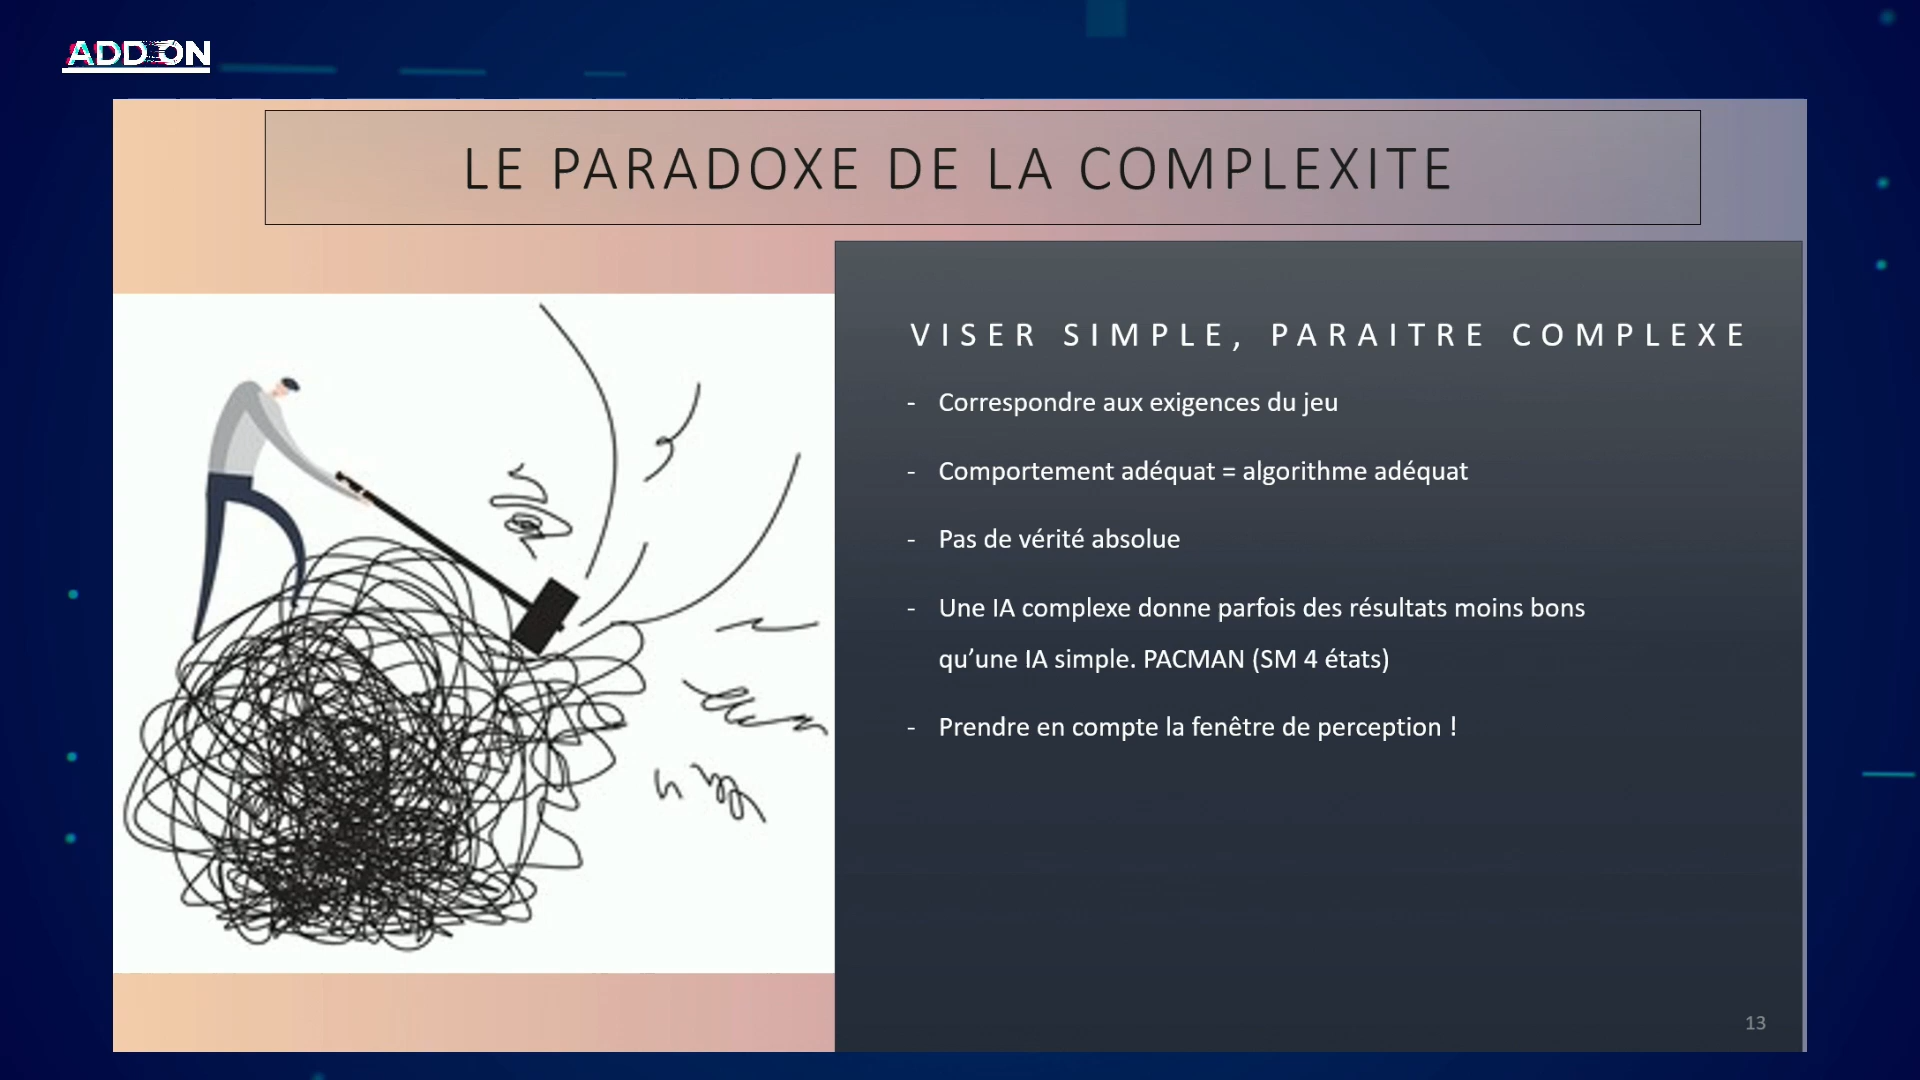 ADD ON
LE PARADOXE DE LA COMPLEXITE
VISER SIMPLE, PARAITRE COMPLEXE
- Correspondre aux exigences du jeu
- Comportement adéquat = algorithme adéquat
- Pas de vérité absolue
- Une IA complexe donne parfois des résultats moins bons
qu’une IA simple. PACMAN (SM 4 états)
- Prendre en compte la fenêtre de perception !
13